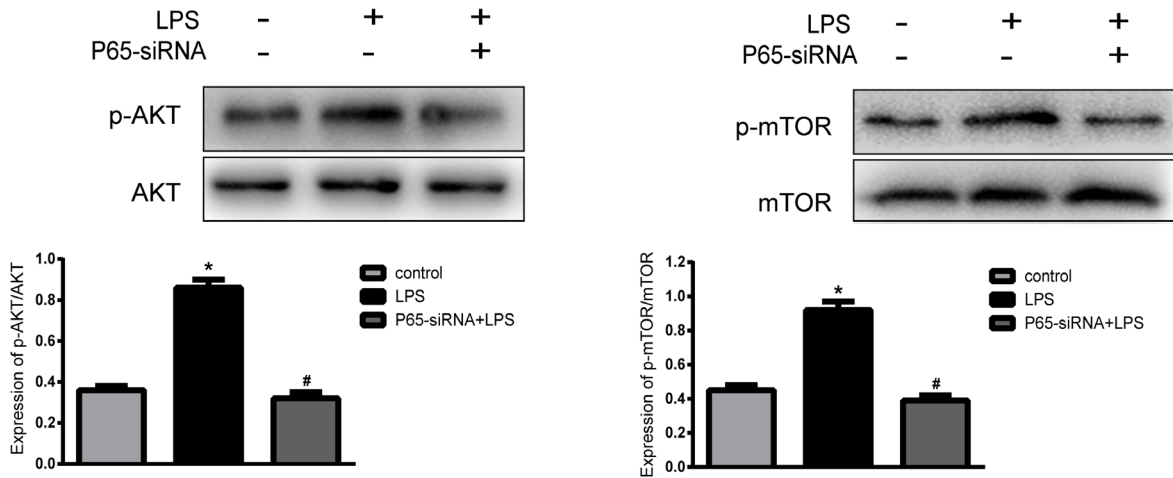 LPS - + +
P65-siRNA - - +
p-AKT
AKT
Expression of p-AKT/AKT
1.0
0.8
0.6
0.4
0.2
0.0
*
#
control
LPS
P65-siRNA+LPS
LPS - + +
P65-siRNA - - +
p-mTOR
mTOR
Expression of p-mTOR/mTOR
1.2
1.0
0.8
0.6
0.4
0.2
0.0
*
#
control
LPS
P65-siRNA+LPS